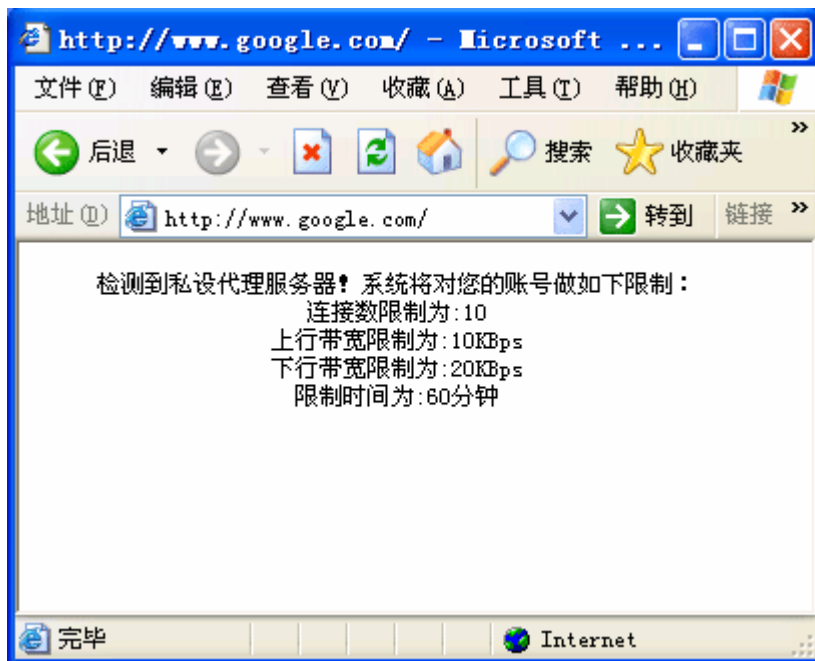 http://www.google.com/ - Microsoft ...
文件(F) 编辑(E) 查看(V) 收藏(A) 工具(T) 帮助(H)
后退 搜索 收藏夹 »
地址(D) http://www.google.com/ 转到 链接 »
检测到私设代理服务器！系统将对您的账号做如下限制：
连接数限制为:10
上行带宽限制为:10KBps
下行带宽限制为:20KBps
限制时间为:60分钟
完毕 Internet